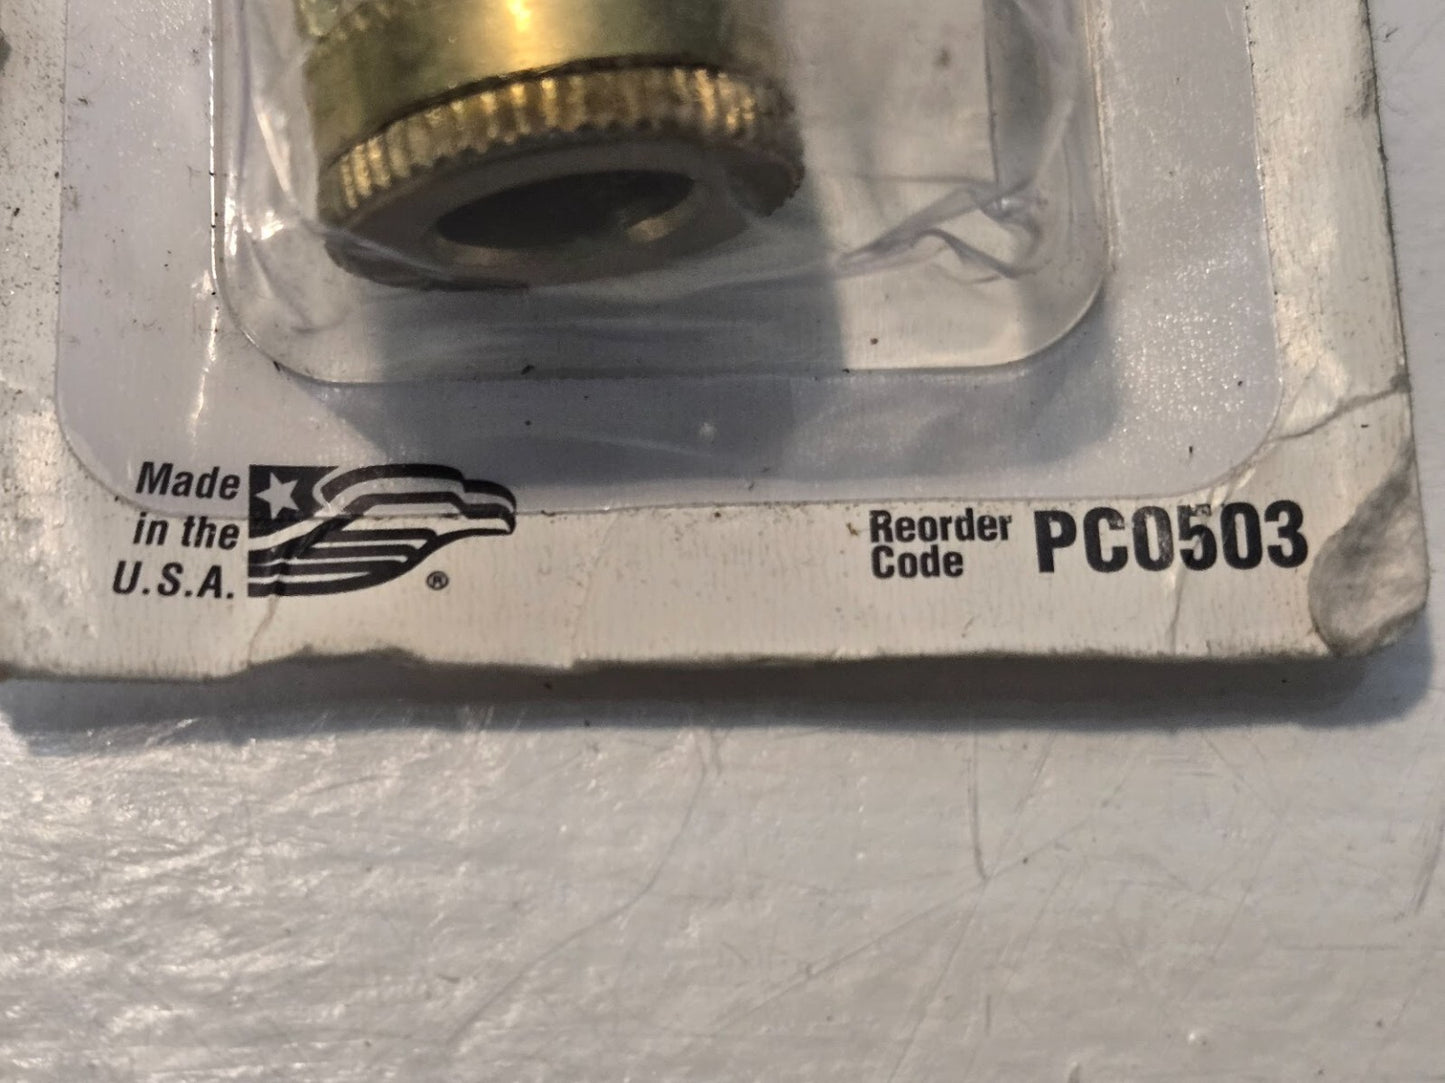 Made
in the
U.S.A.
®
Reorder
Code
PC0503